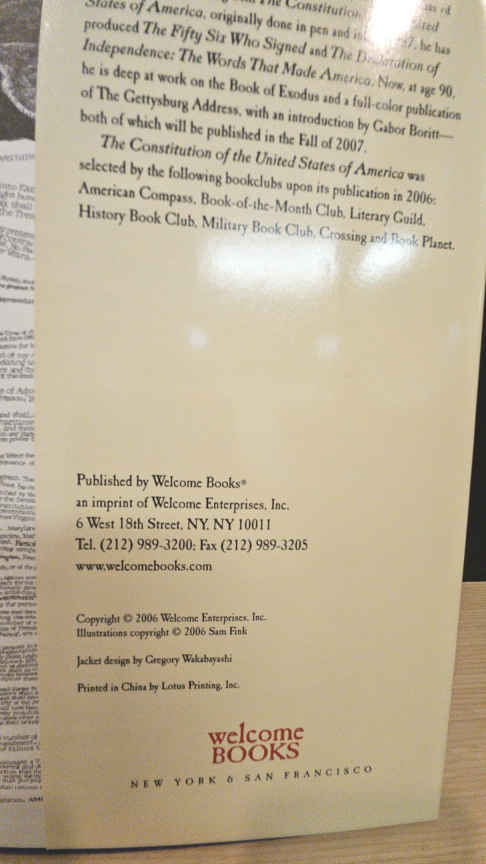 The Constitution
States of America, originally done in pen and he has
produced The Fifty Six Who Signed and The Declaration of
Independence: The Words That Made America. Now, at age 90,
he is deep at work on the Book of Exodus and a full-color publication
of The Gettysburg Address, with an introduction by Gabor Boritt—
both of which will be published in the Fall of 2007.
The Constitution of the United States of America was
selected by the following bookclubs upon its publication in 2006:
American Compass, Book-of-the-Month Club, Literary Guild,
History Book Club, Military Book Club, Crossing and Book Planet.
Published by Welcome Books®
an imprint of Welcome Enterprises, Inc.
6 West 18th Street, NY, NY 10011
Tel. (212) 989-3200; Fax (212) 989-3205
www.welcomebooks.com
Copyright © 2006 Welcome Enterprises, Inc.
Illustrations copyright © 2006 Sam Fink
Jacket design by Gregory Wakabayashi
Printed in China by Lotus Printing, Inc.
welcome
BOOKS
NEW YORK & SAN FRANCISCO